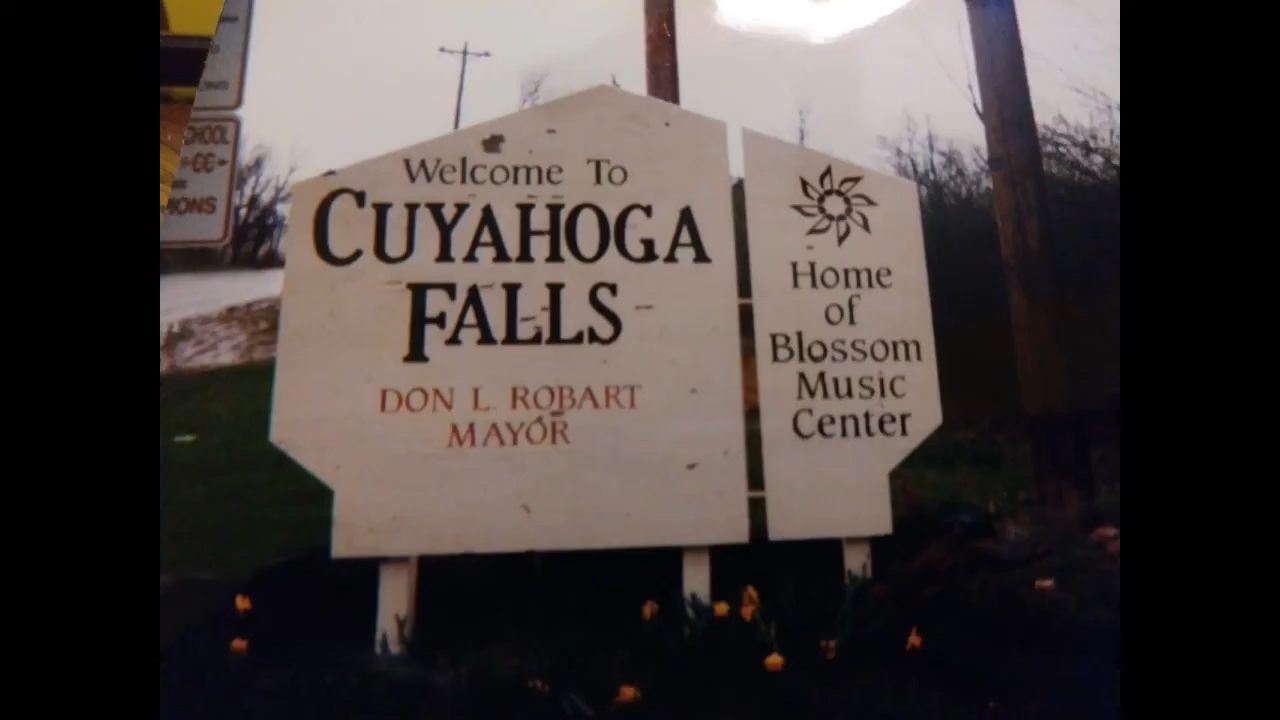 Welcome To
CUYAHOGA
FALLS
DON L. ROBART
MAYOR
Home
of
Blossom
Music
Center